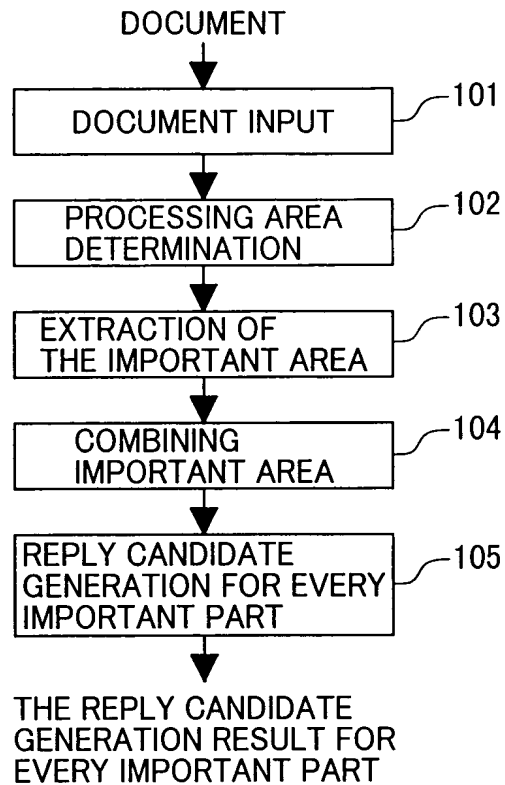 DOCUMENT
DOCUMENT INPUT
101
PROCESSING AREA
DETERMINATION
102
EXTRACTION OF
THE IMPORTANT AREA
103
COMBINING
IMPORTANT AREA
104
REPLY CANDIDATE
GENERATION FOR EVERY
IMPORTANT PART
105
THE REPLY CANDIDATE
GENERATION RESULT FOR
EVERY IMPORTANT PART